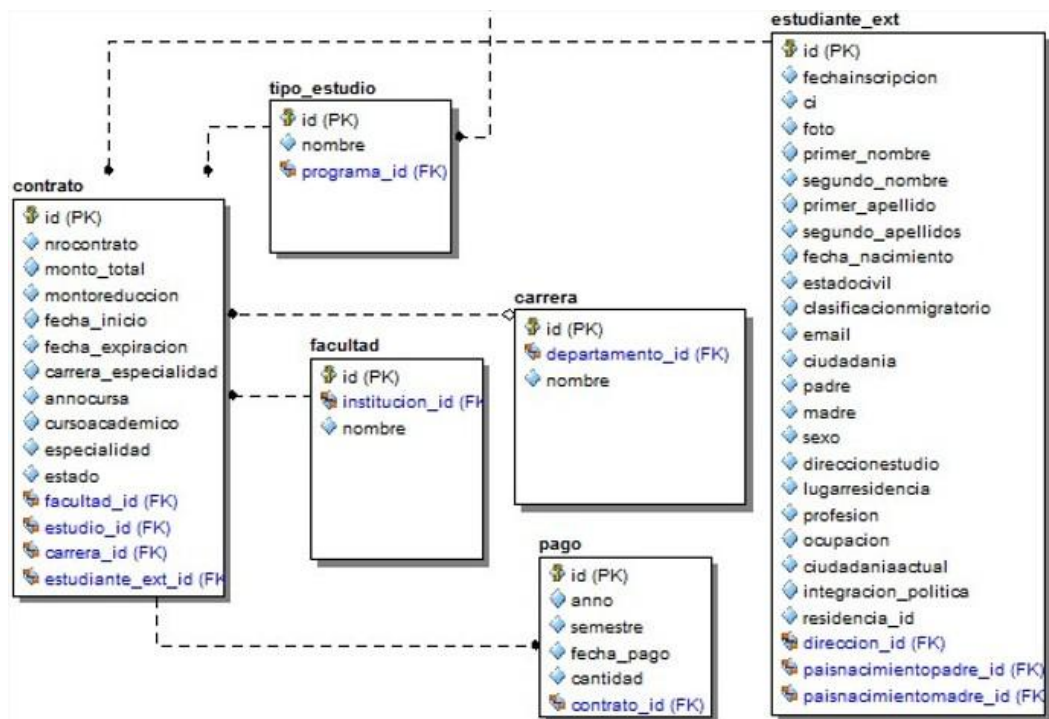 estudiante_ext
id (PK)
fechainscripcion
ci
foto
primer_nombre
segundo_nombre
primer_apellido
segundo_apellidos
fecha_nacimiento
estadocivil
clasificacionmigratorio
email
ciudadania
padre
madre
sexo
direccionestudio
lugarresidencia
profesion
ocupacion
ciudadaniaactual
integracion_politica
residencia_id
direccion_id (FK)
paisnacimientopadre_id (FK)
paisnacimientomadre_id (FK)
tipo_estudio
id (PK)
nombre
programa_id (FK)
contrato
id (PK)
nrocontrato
monto_total
montoreduccion
fecha_inicio
fecha_expiracion
carrera_especialidad
annocursa
cursoacademico
especialidad
estado
facultad_id (FK)
estudio_id (FK)
carrera_id (FK)
estudiante_ext_id (FK
carrera
id (PK)
departamento_id (FK)
nombre
facultad
id (PK)
institucion_id (FK
nombre
pago
id (PK)
anno
semestre
fecha_pago
cantidad
contrato_id (FK)